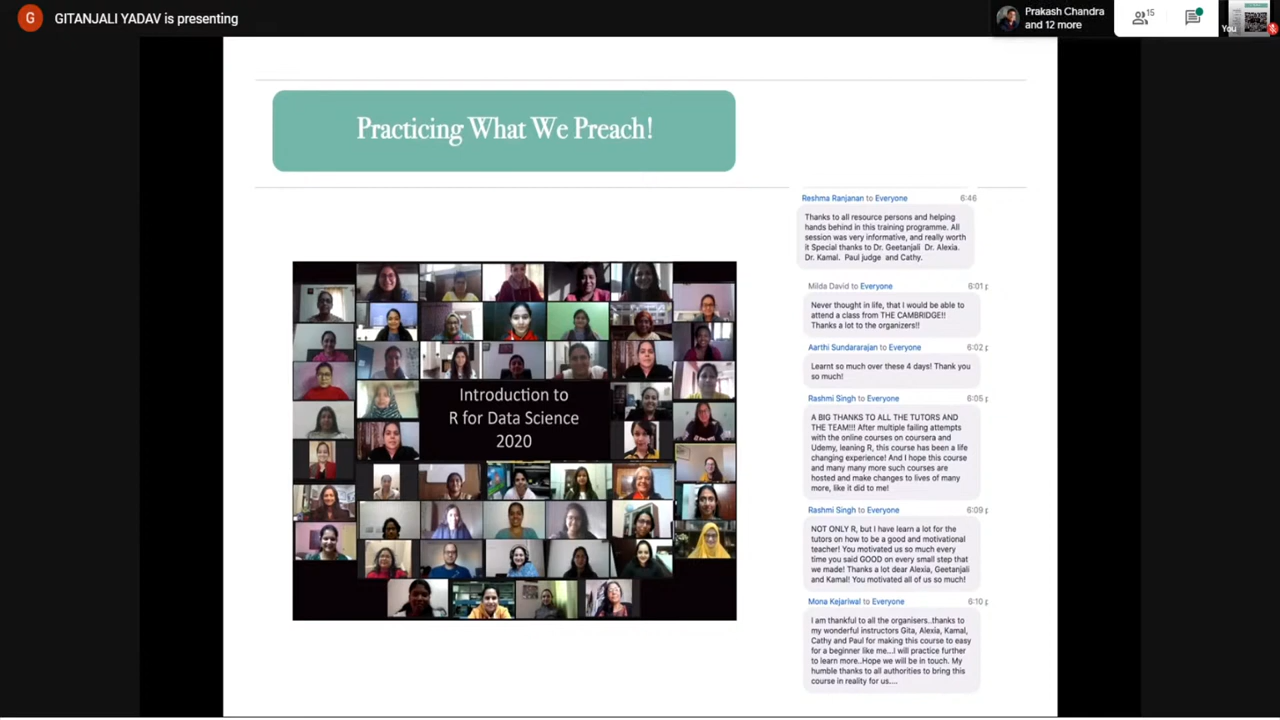 G GITANJALI YADAV is presenting
Prakash Chandra
and 12 more
15
You
Practicing What We Preach!
Introduction to
R for Data Science
2020
Reshma Ranjanan to Everyone 6:46
Thanks to all resource persons and helping
hands behind in this training programme. All
session was very informative, and really worth
it Special thanks to Dr. Geetanjali Dr. Alexia.
Dr. Kamal. Paul judge and Cathy.
Milda David to Everyone 6:01 p
Never thought in life, that I would be able to
attend a class from THE CAMBRIDGE!!
Thanks a lot to the organizers!!
Aarthi Sundararajan to Everyone 6:02 p
Learnt so much over these 4 days! Thank you
so much!
Rashmi Singh to Everyone 6:05 p
A BIG THANKS TO ALL THE TUTORS AND
THE TEAM!!! After multiple failing attempts
with the online courses on coursera and
Udemy, leaning R, this course has been a life
changing experience! And I hope this course
and many many more such courses are
hosted and make changes to lives of many
more, like it did to me!
Rashmi Singh to Everyone 6:09 p
NOT ONLY R, but I have learn a lot for the
tutors on how to be a good and motivational
teacher! You motivated us so much every
time you said GOOD on every small step that
we made! Thanks a lot dear Alexia, Geetanjali
and Kamal! You motivated all of us so much!
Mona Kejariwal to Everyone 6:10 p
I am thankful to all the organisers..thanks to
my wonderful instructors Gita, Alexia, Kamal,
Cathy and Paul for making this course to easy
for a beginner like me...I will practice further
to learn more..Hope we will be in touch. My
humble thanks to all authorities to bring this
course in reality for us....